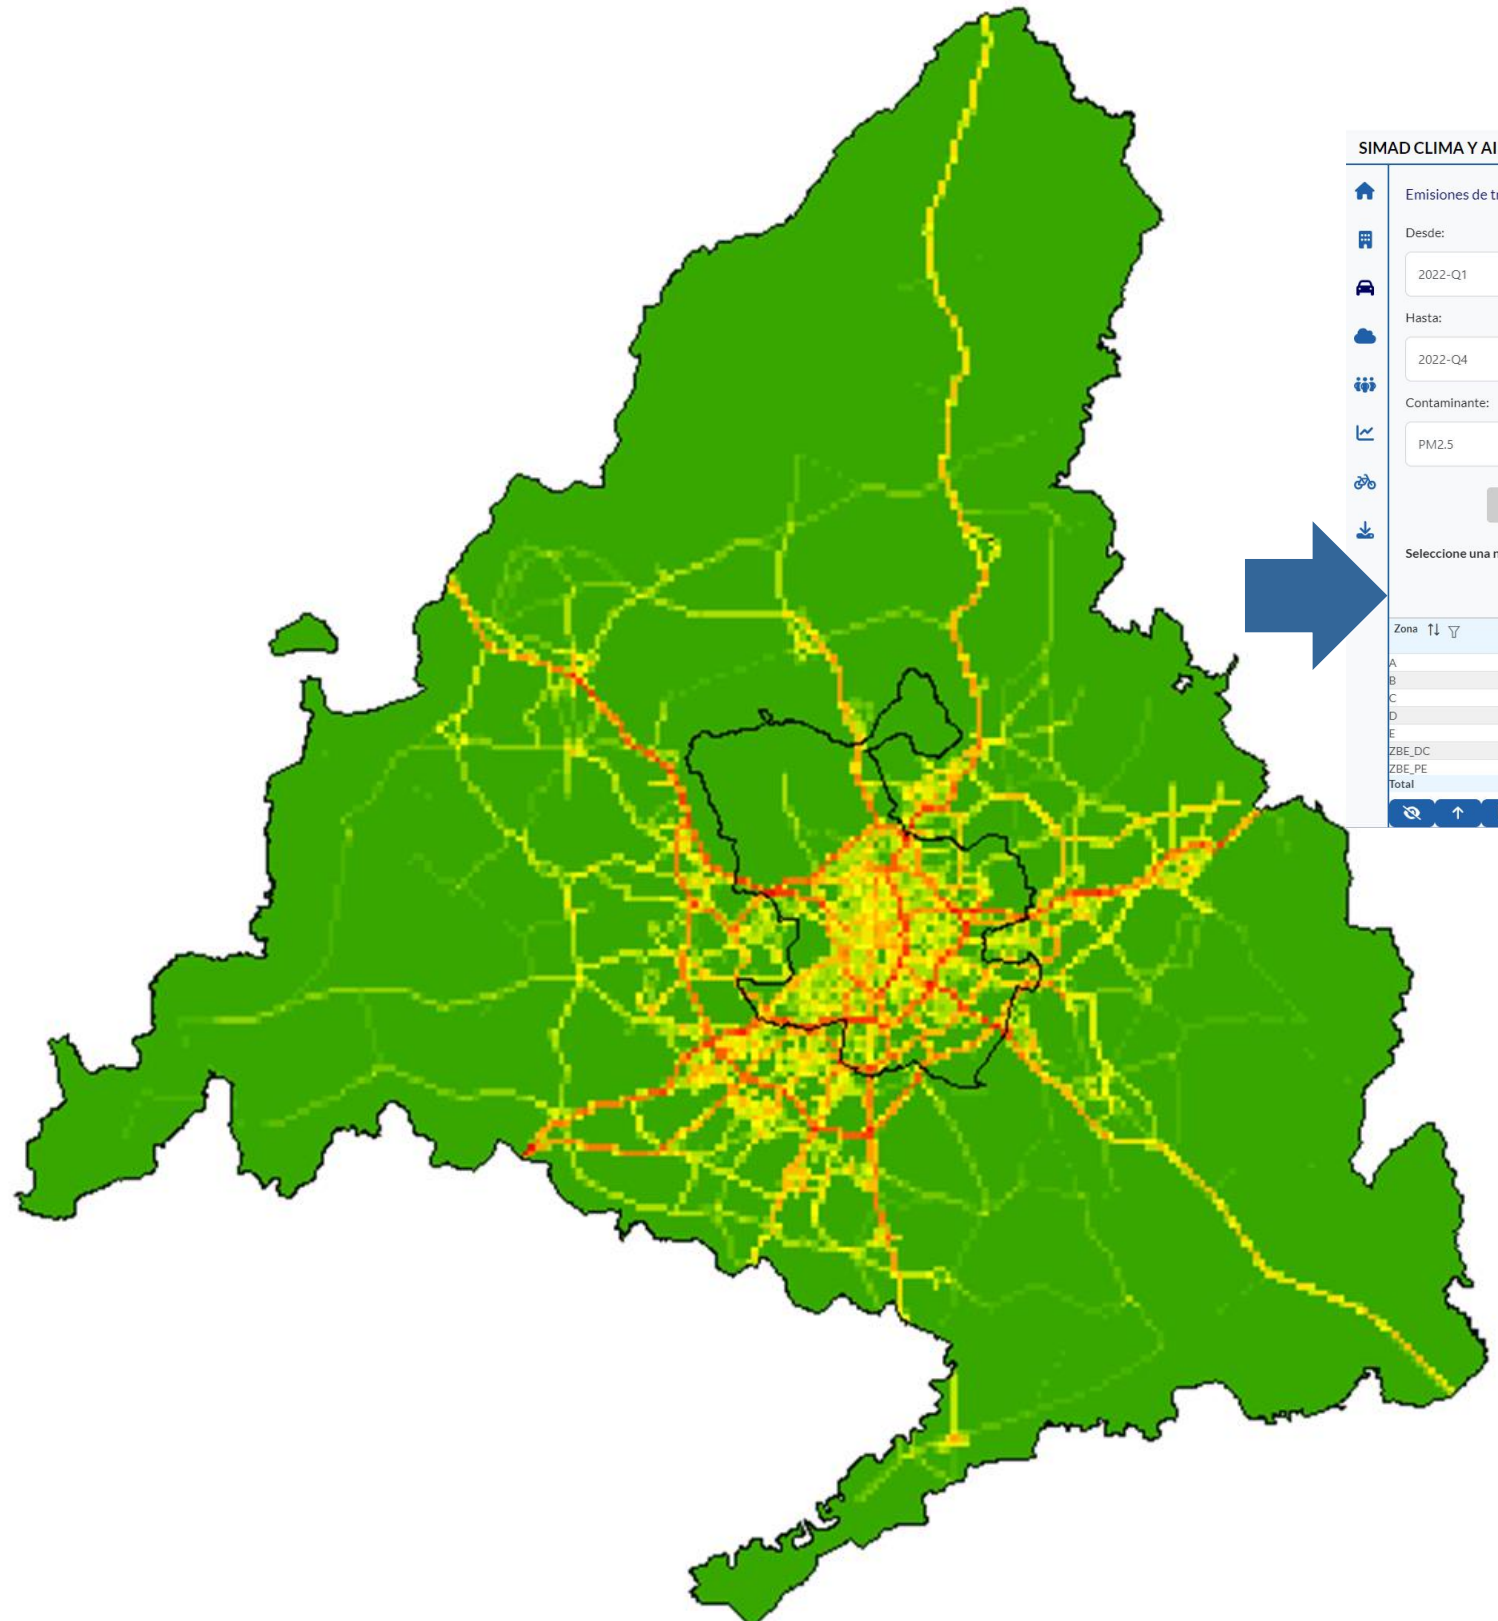 SIMAD CLIMA Y AI
Emisiones de t
Desde:
2022-Q1
Hasta:
2022-Q4
Contaminante:
PM2.5
Seleccione una
Zona
A
B
C
D
E
ZBE_DC
ZBE_PE
Total